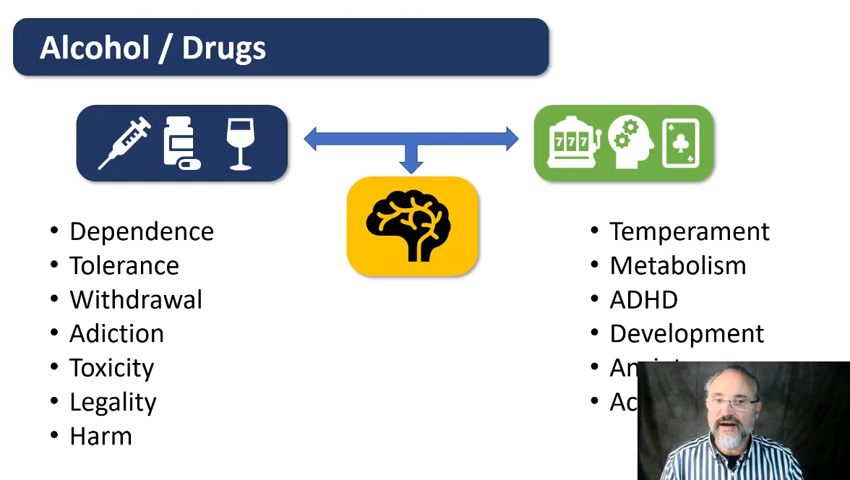 Alcohol / Drugs
777
• Dependence
• Tolerance
• Withdrawal
• Adiction
• Toxicity
• Legality
• Harm
• Temperament
• Metabolism
• ADHD
• Development